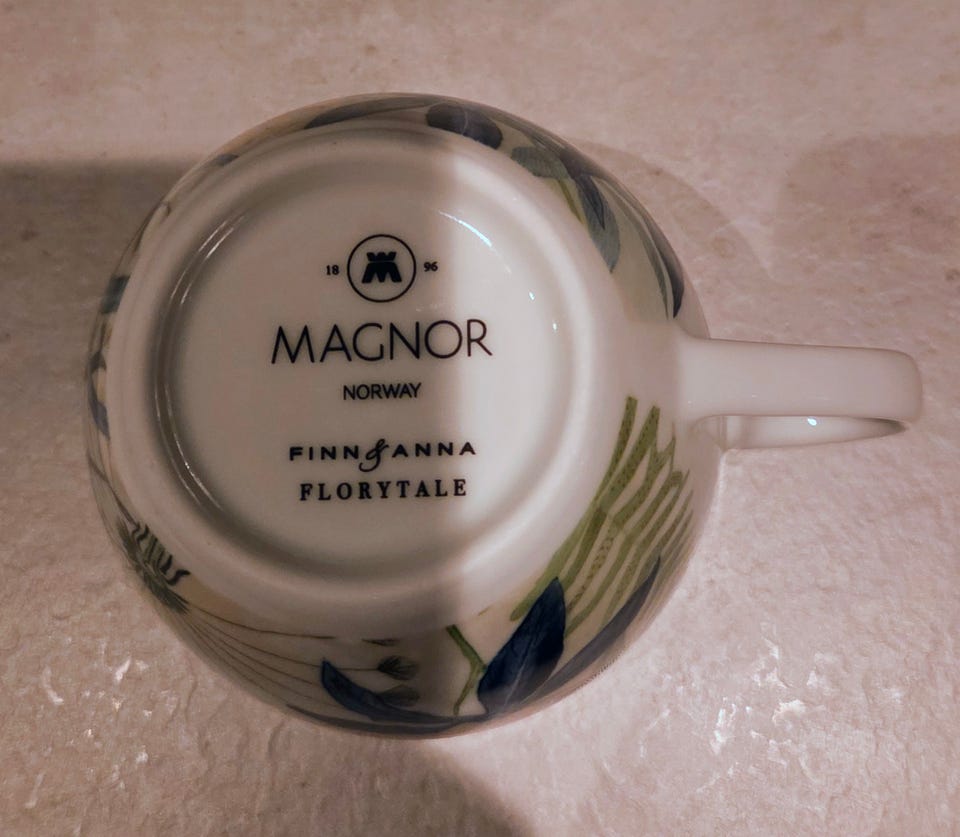 18 96
MAGNOR
NORWAY
FINN & ANNA
FLORYTALE